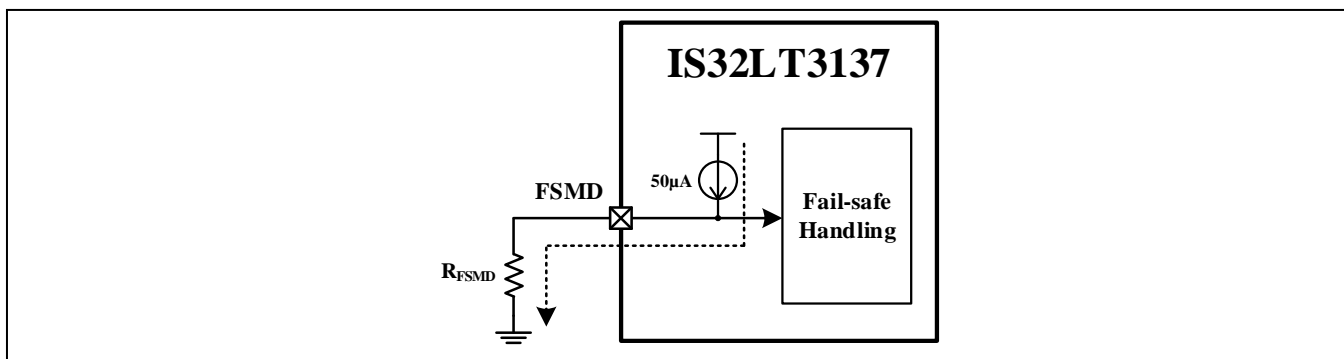 IS32LT3137
50μA
FSMD
Fail-safe
Handling
RFSMD